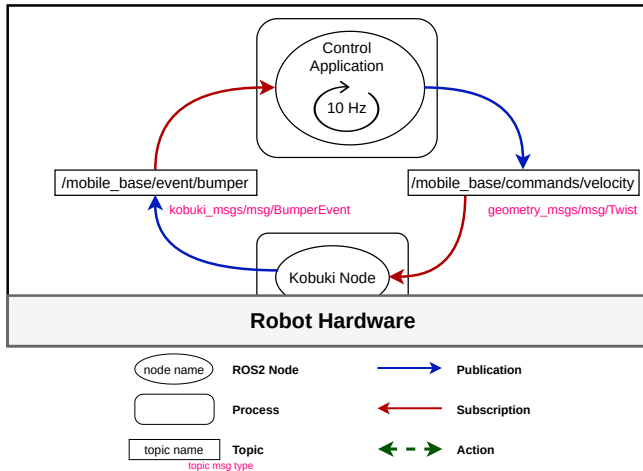 Control
Application
10 Hz
/mobile_base/event/bumper
/mobile_base/commands/velocity
kobuki_msgs/msg/BumperEvent
geometry_msgs/msg/Twist
Kobuki Node
Robot Hardware
node name
ROS2 Node
Publication
Process
Subscription
topic name
Topic
Action
topic msg type